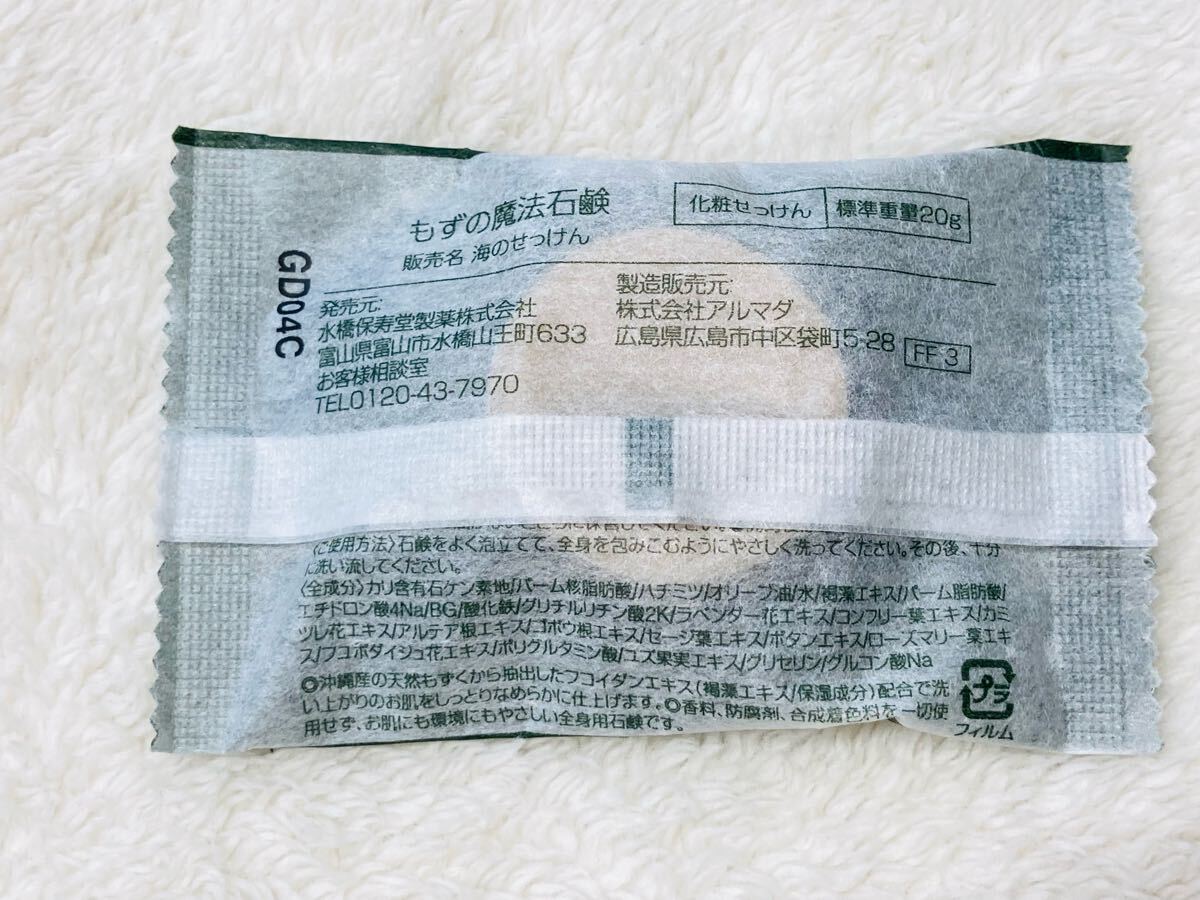 もずの魔法石鹸
販売名 海のせっけん
化粧せっけん 標準重量20g
GD04C
発売元:
水橋保寿堂製薬株式会社
富山県富山市水橋山王町633
お客様相談室
TEL0120-43-7970
製造販売元:
株式会社アルマダ
広島県広島市中区袋町5-28
FF 3
〈ご使用方法〉石鹸をよく泡立てて、全身を包みこむようにやさしく洗ってください。その後、十分
に洗い流してください。
〈全成分〉カリ含有石ケン素地/パーム核脂肪酸/ハチミツ/オリーブ油/水/褐藻エキス/パーム脂肪酸/
エチドロン酸4Na/BG/酸化鉄/グリチルリチン酸2K/ラベンダー花エキス/コンフリー葉エキス/カミ
ツレ花エキス/アルテア根エキス/ゴボウ根エキス/セージ葉エキス/ボタンエキス/ローズマリー葉エキ
ス/フユボダイジュ花エキス/ポリグルタミン酸/ユズ果実エキス/グリセリン/グルコン酸Na
◎沖縄産の天然もずくから抽出したフコイダンエキス(褐藻エキス/保湿成分)配合で洗
い上がりのお肌をしっとりなめらかに仕上げます。◎香料、防腐剤、合成着色料を一切使
用せず、お肌にも環境にもやさしい全身用石鹸です。
プラ
フィルム